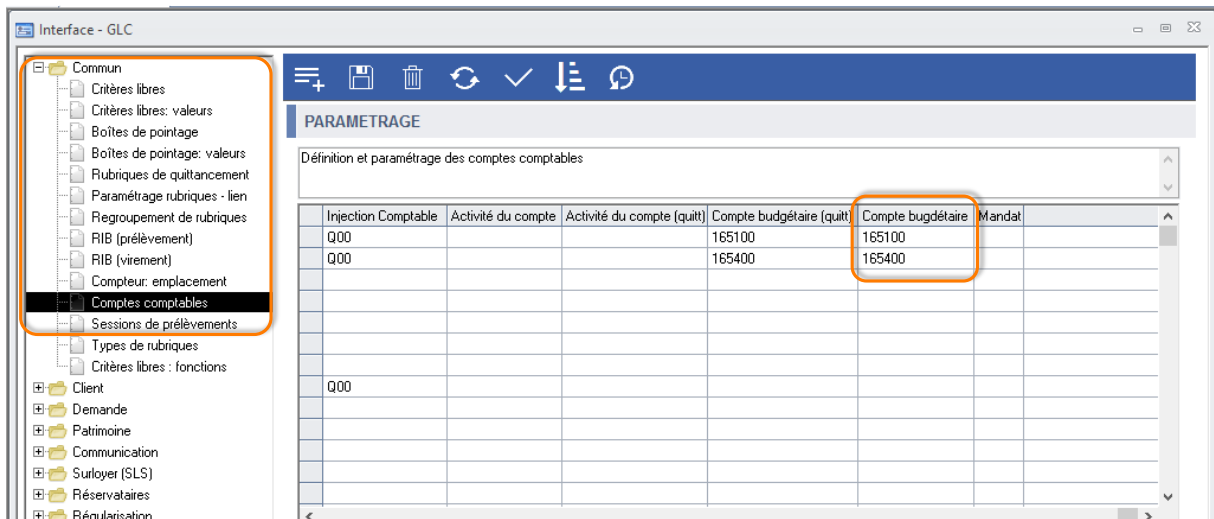 Interface - GLC
Commun
Critères libres
Critères libres: valeurs
Boîtes de pointage
Boîtes de pointage: valeurs
Rubriques de quittancement
Paramétrage rubriques - lien
Regroupement de rubriques
RIB (prélèvement)
RIB (virement)
Compteur: emplacement
Comptes comptables
Sessions de prélèvements
Types de rubriques
Critères libres : fonctions
Client
Demande
Patrimoine
Communication
Surloyer (SLS)
Réservataires
Régularisation
PARAMETRAGE
Définition et paramétrage des comptes comptables
Injection Comptable Activité du compte Activité du compte (quitt) Compte budgétaire (quitt) Compte bugdétaire Mandat
Q00 165100 165100
Q00 165400 165400
Q00